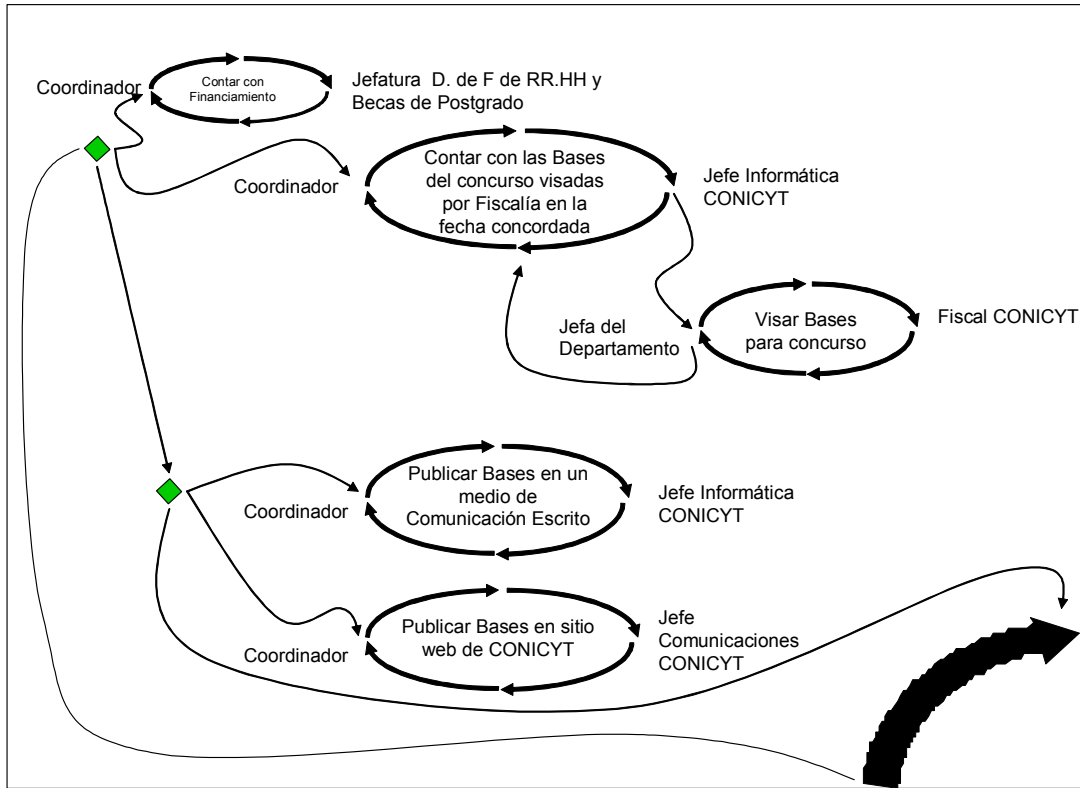 Coordinador
Contar con
Financiamiento
Jefatura D. de F de RR.HH y
Becas de Postgrado
Coordinador
Contar con las Bases
del concurso visadas
por Fiscalía en la
fecha concordada
Jefe Informática
CONICYT
Jefa del
Departamento
Visar Bases
para concurso
Fiscal CONICYT
Coordinador
Publicar Bases en un
medio de
Comunicación Escrito
Jefe Informática
CONICYT
Coordinador
Publicar Bases en sitio
web de CONICYT
Jefe
Comunicaciones
CONICYT